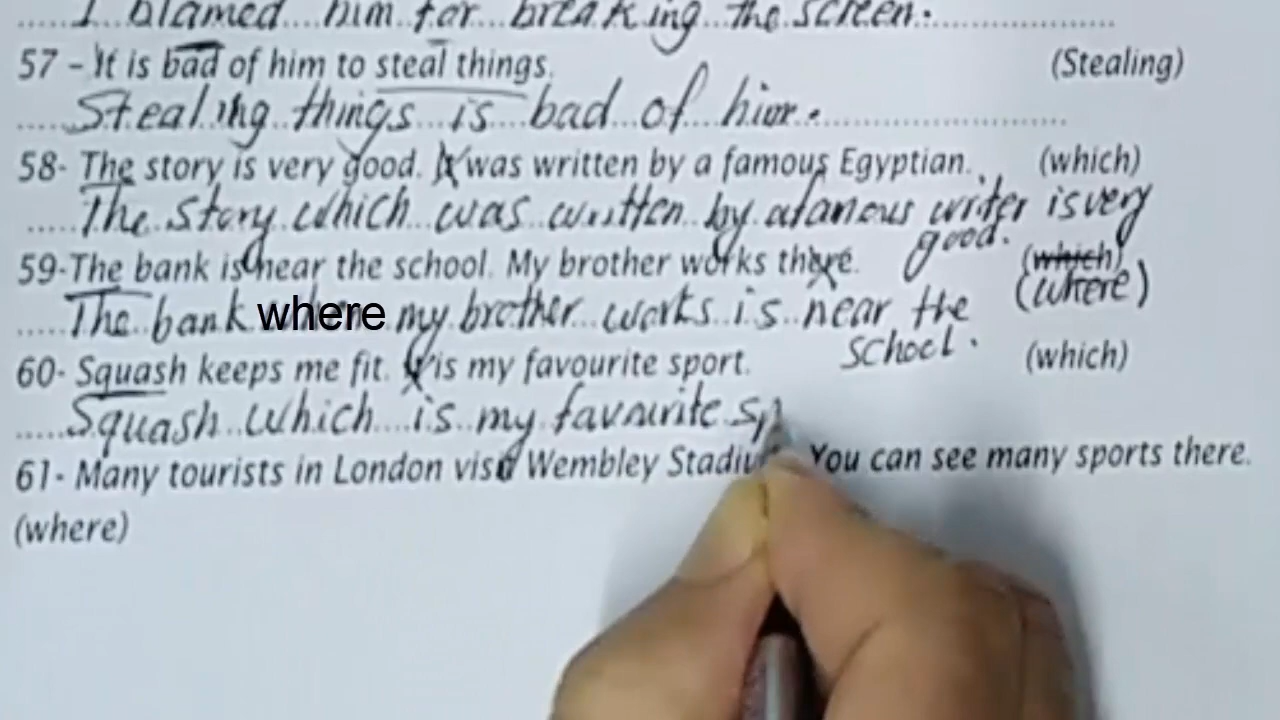 I blamed him for breaking the screen.
57 - It is bad of him to steal things. (Stealing)
Stealing things is bad of him.
58- The story is very good. It was written by a famous Egyptian. (which)
The story which was written by a famous writer is very
good.
59-The bank is near the school. My brother works there. (which)
(where)
The bank where my brother works is near the
school.
60- Squash keeps me fit. It is my favourite sport. (which)
Squash which is my favourite sp
61- Many tourists in London visit Wembley Stadium. You can see many sports there.
(where)